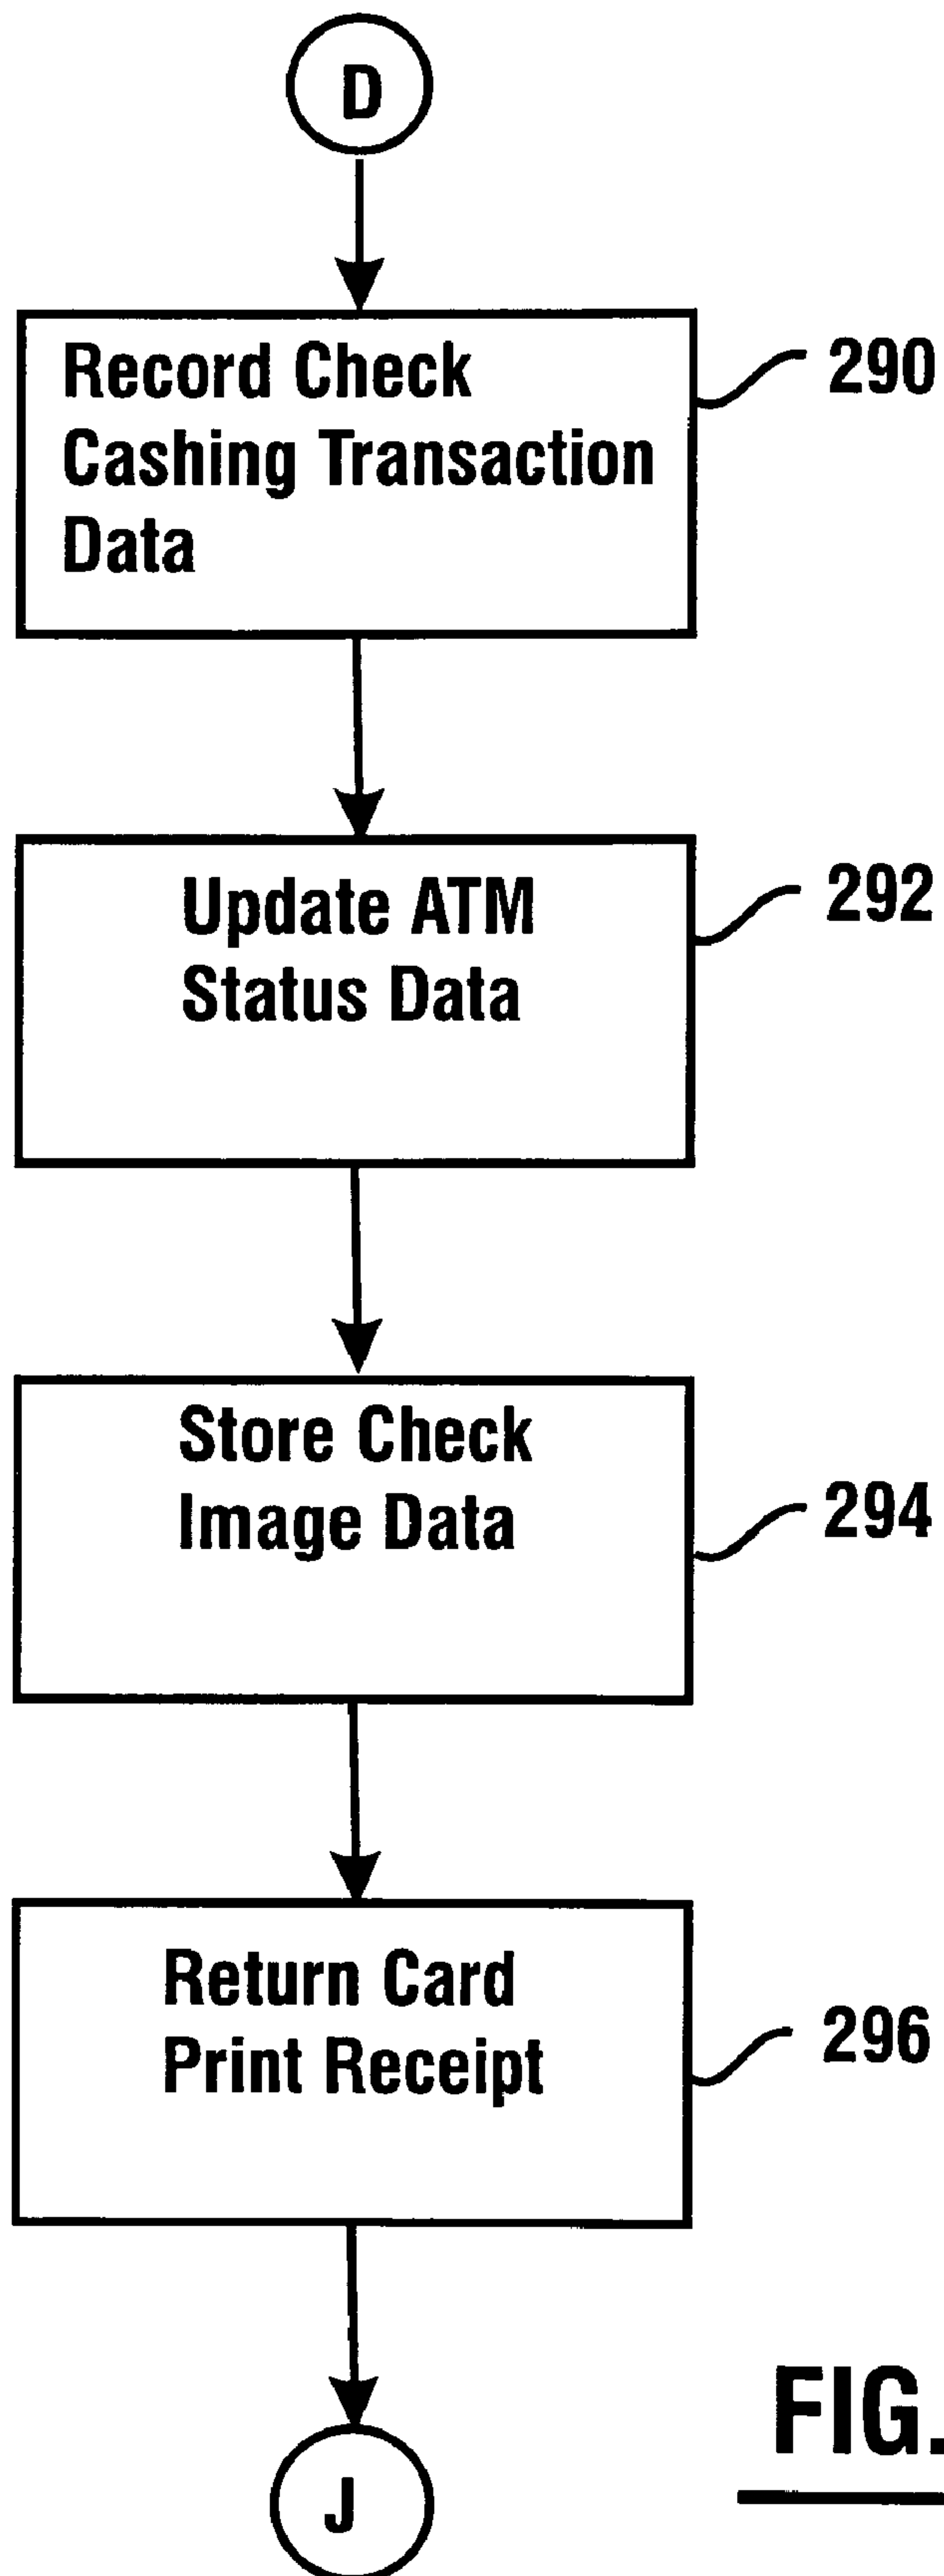 D
Record Check
Cashing Transaction
Data
290
Update ATM
Status Data
292
Store Check
Image Data
294
Return Card
Print Receipt
296
J
FIG.